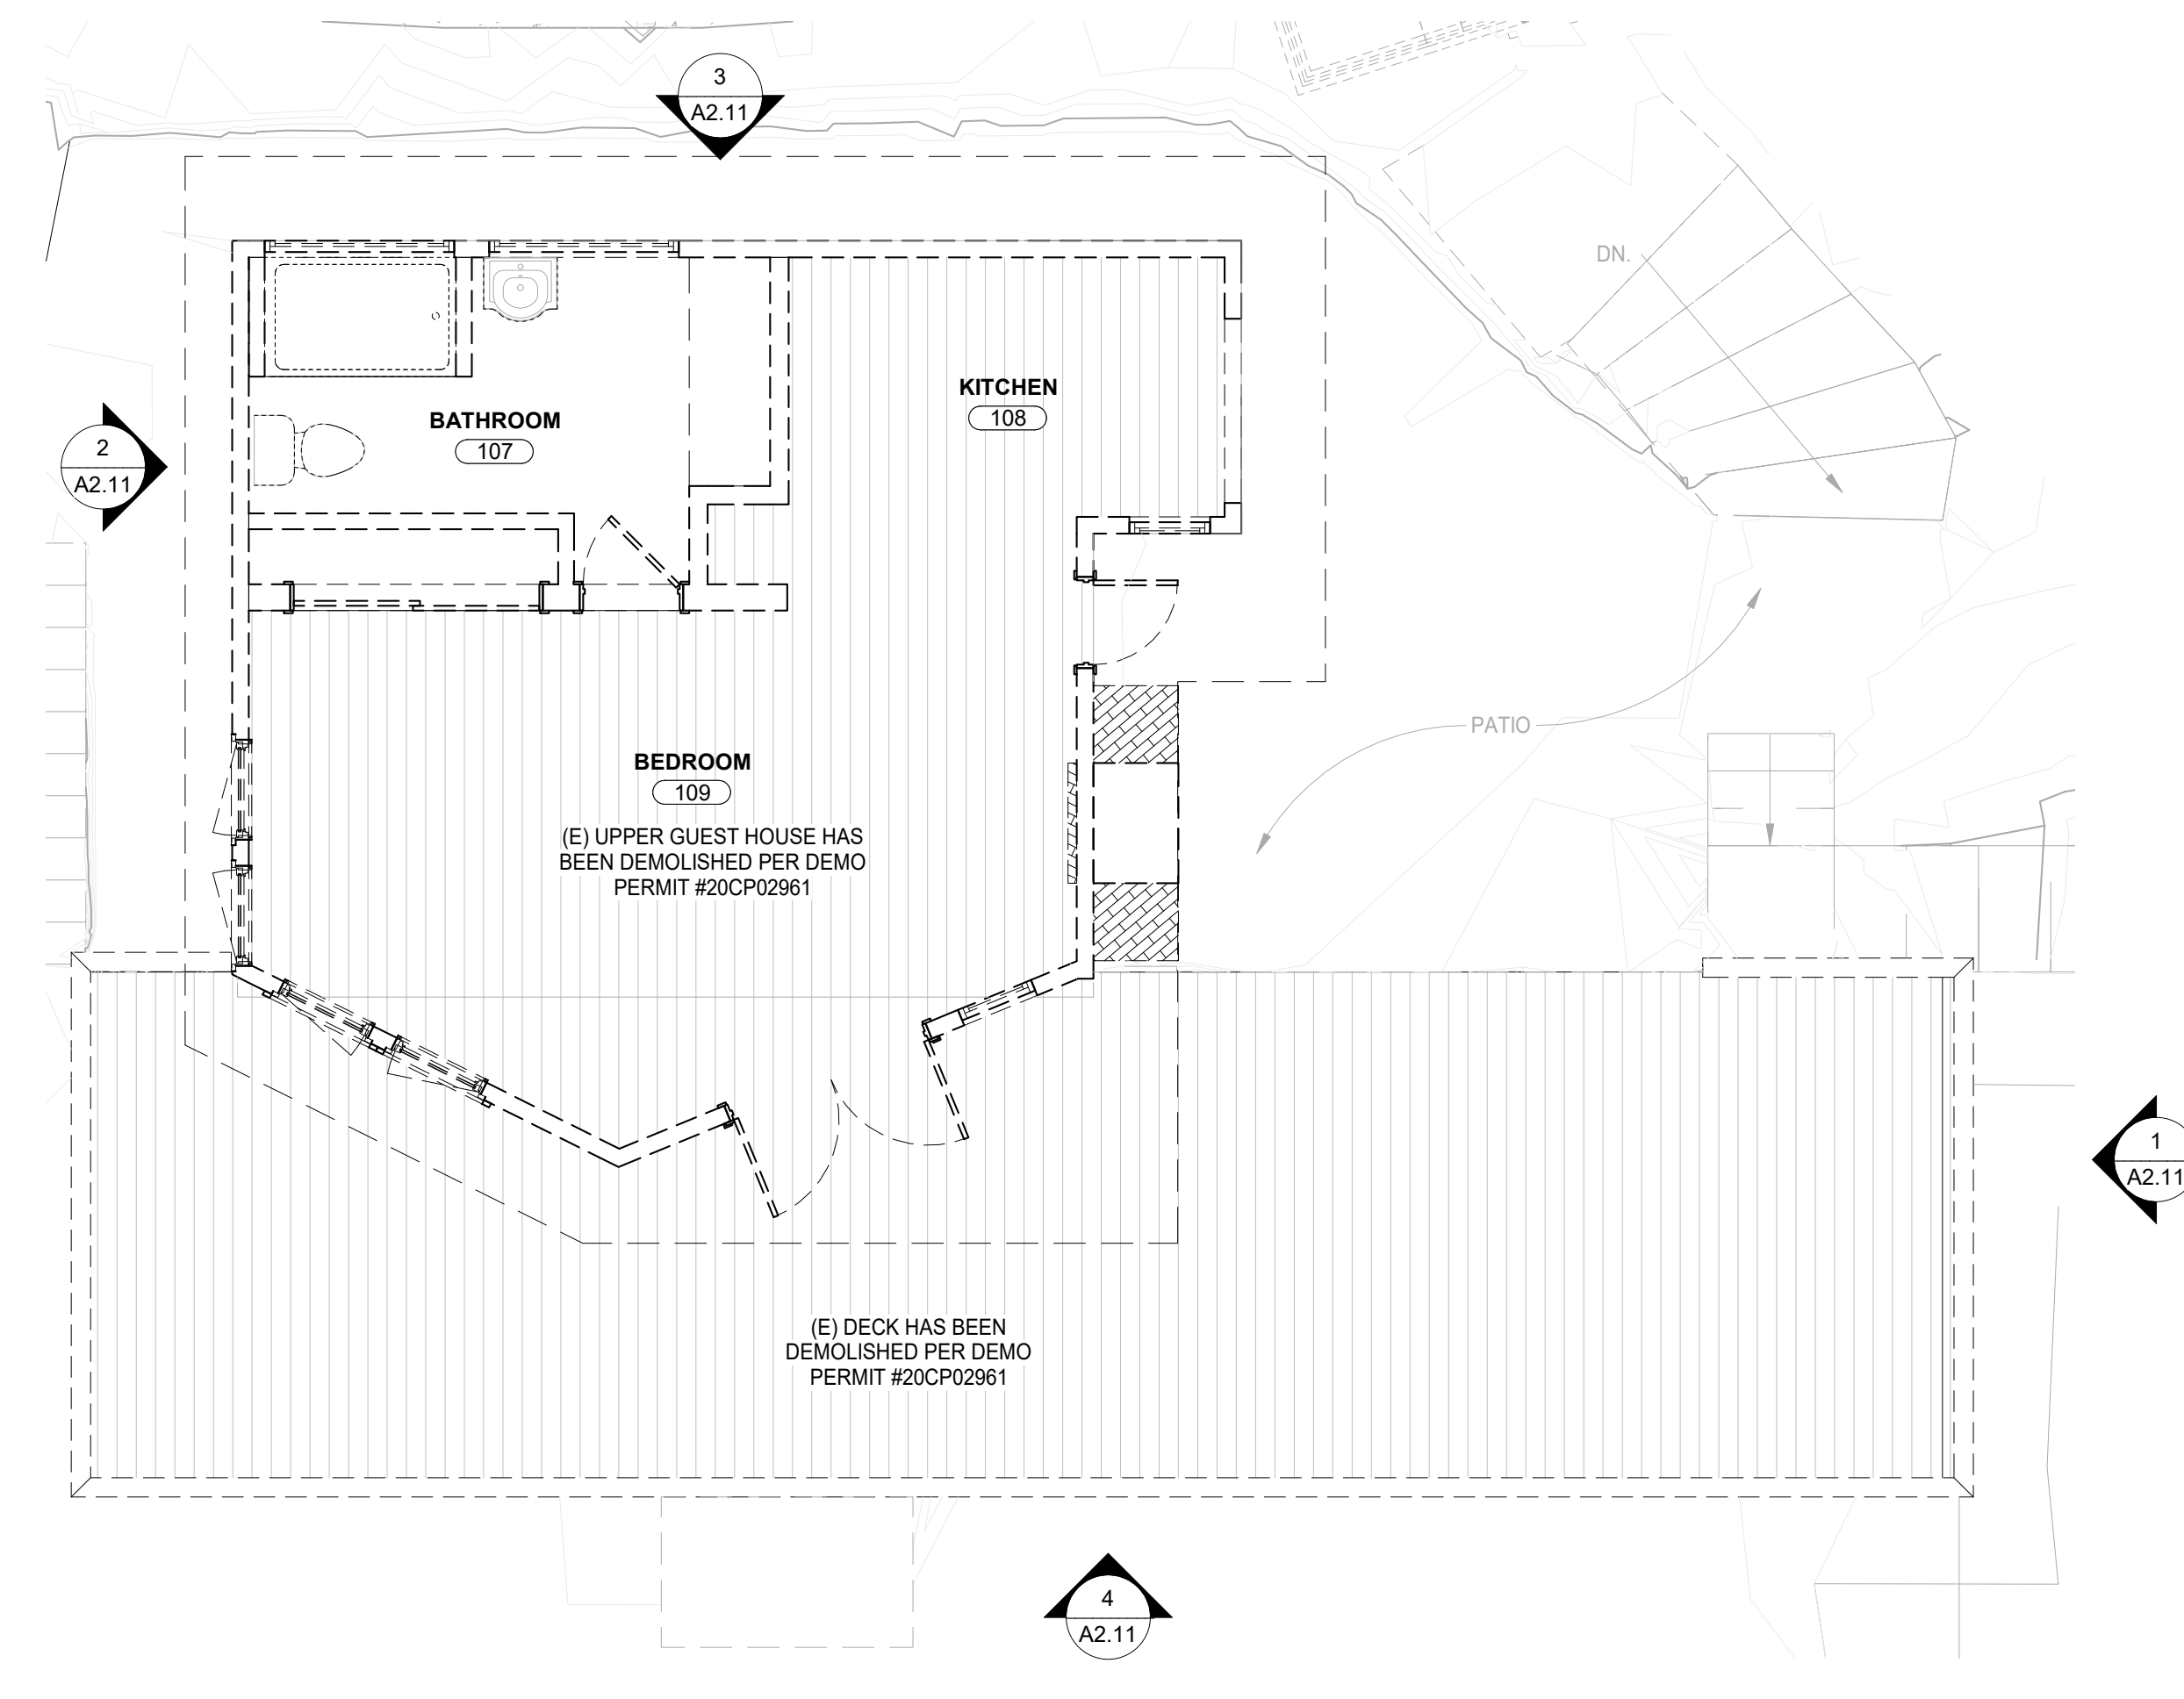 3
A2.11
DN.
KITCHEN
108
BATHROOM
107
2
A2.11
PATIO
BEDROOM
109
(E) UPPER GUEST HOUSE HAS
BEEN DEMOLISHED PER DEMO
PERMIT #20CP02961
1
A2.11
(E) DECK HAS BEEN
DEMOLISHED PER DEMO
PERMIT #20CP02961
4
A2.11